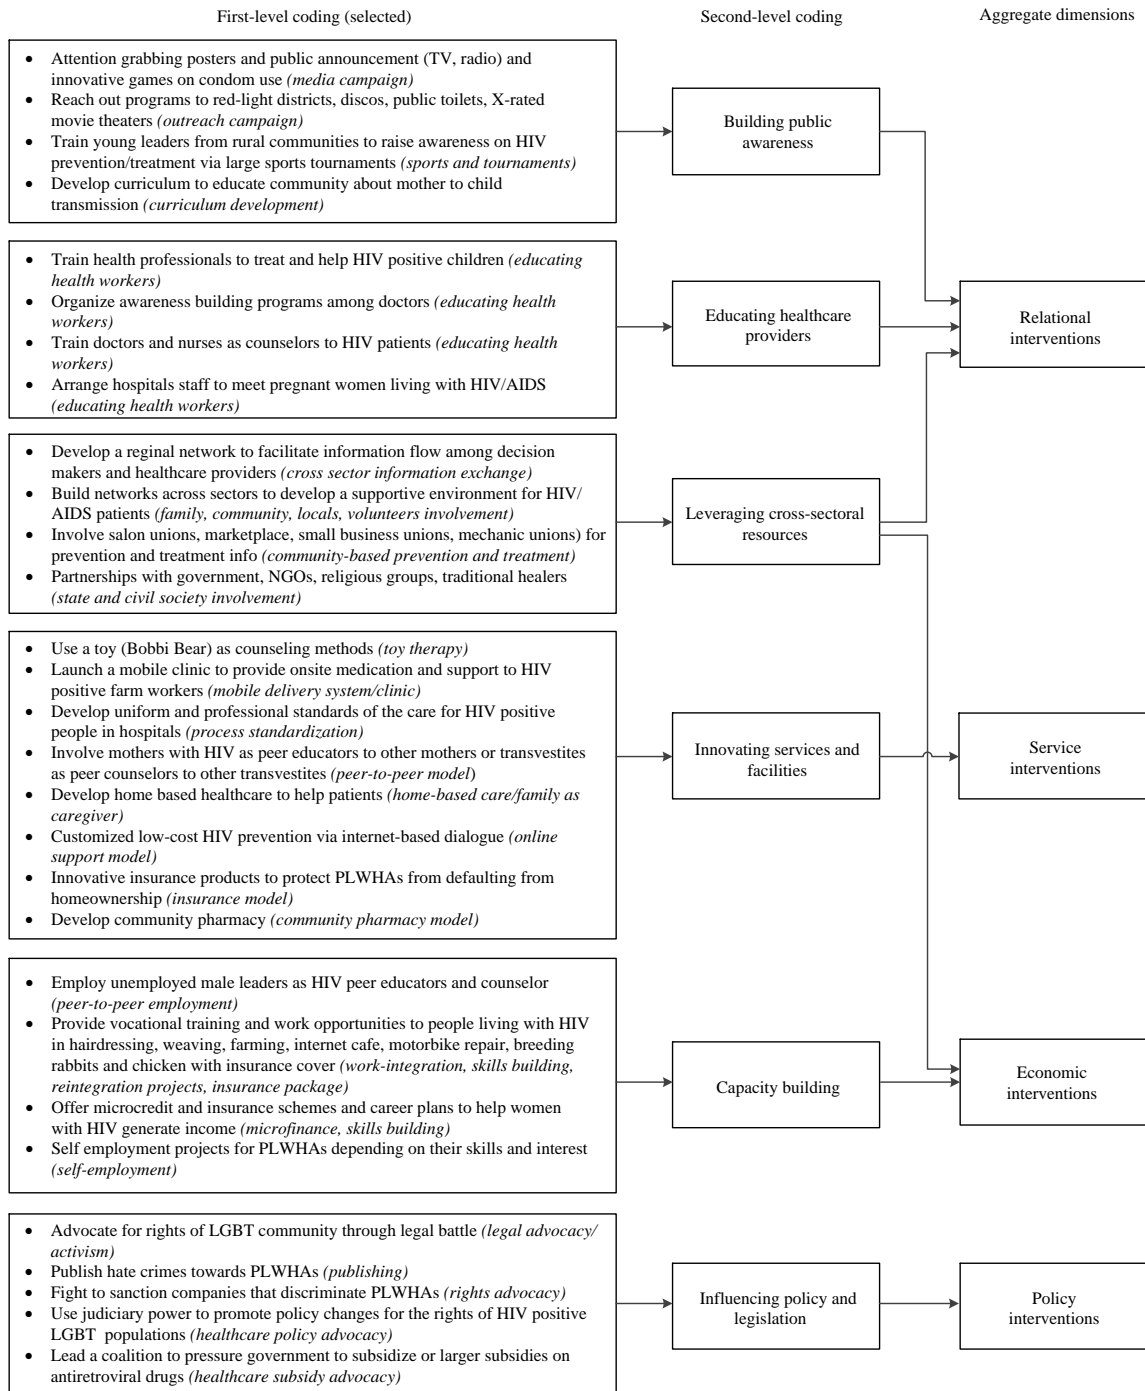 First-level coding (selected)
Second-level coding
Aggregate dimensions
• Attention grabbing posters and public announcement (TV, radio) and
innovative games on condom use (media campaign)
• Reach out programs to red-light districts, discos, public toilets, X-rated
movie theaters (outreach campaign)
• Train young leaders from rural communities to raise awareness on HIV
prevention/treatment via large sports tournaments (sports and tournaments)
• Develop curriculum to educate community about mother to child
transmission (curriculum development)
Building public
awareness
• Train health professionals to treat and help HIV positive children (educating
health workers)
• Organize awareness building programs among doctors (educating health
workers)
• Train doctors and nurses as counselors to HIV patients (educating health
workers)
• Arrange hospitals staff to meet pregnant women living with HIV/AIDS
(educating health workers)
Educating healthcare
providers
Relational
interventions
• Develop a reginal network to facilitate information flow among decision
makers and healthcare providers (cross sector information exchange)
• Build networks across sectors to develop a supportive environment for HIV/
AIDS patients (family, community, locals, volunteers involvement)
• Involve salon unions, marketplace, small business unions, mechanic unions) for
prevention and treatment info (community-based prevention and treatment)
• Partnerships with government, NGOs, religious groups, traditional healers
(state and civil society involvement)
Leveraging cross-sectoral
resources
• Use a toy (Bobbi Bear) as counseling methods (toy therapy)
• Launch a mobile clinic to provide onsite medication and support to HIV
positive farm workers (mobile delivery system/clinic)
• Develop uniform and professional standards of the care for HIV positive
people in hospitals (process standardization)
• Involve mothers with HIV as peer educators to other mothers or transvestites
as peer counselors to other transvestites (peer-to-peer model)
• Develop home based healthcare to help patients (home-based care/family as
caregiver)
• Customized low-cost HIV prevention via internet-based dialogue (online
support model)
• Innovative insurance products to protect PLWHAs from defaulting from
homeownership (insurance model)
• Develop community pharmacy (community pharmacy model)
Innovating services and
facilities
Service
interventions
• Employ unemployed male leaders as HIV peer educators and counselor
(peer-to-peer employment)
• Provide vocational training and work opportunities to people living with HIV
in hairdressing, weaving, farming, internet cafe, motorbike repair, breeding
rabbits and chicken with insurance cover (work-integration, skills building,
reintegration projects, insurance package)
• Offer microcredit and insurance schemes and career plans to help women
with HIV generate income (microfinance, skills building)
• Self employment projects for PLWHAs depending on their skills and interest
(self-employment)
Capacity building
Economic
interventions
• Advocate for rights of LGBT community through legal battle (legal advocacy/
activism)
• Publish hate crimes towards PLWHAs (publishing)
• Fight to sanction companies that discriminate PLWHAs (rights advocacy)
• Use judiciary power to promote policy changes for the rights of HIV positive
LGBT populations (healthcare policy advocacy)
• Lead a coalition to pressure government to subsidize or larger subsidies on
antiretroviral drugs (healthcare subsidy advocacy)
Influencing policy and
legislation
Policy
interventions